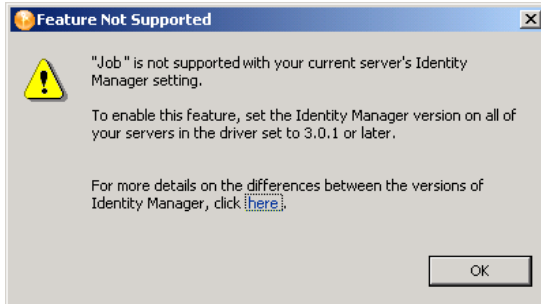 Feature Not Supported
"Job" is not supported with your current server's Identity
Manager setting.
To enable this feature, set the Identity Manager version on all of
your servers in the driver set to 3.0.1 or later.
For more details on the differences between the versions of
Identity Manager, click here.
OK